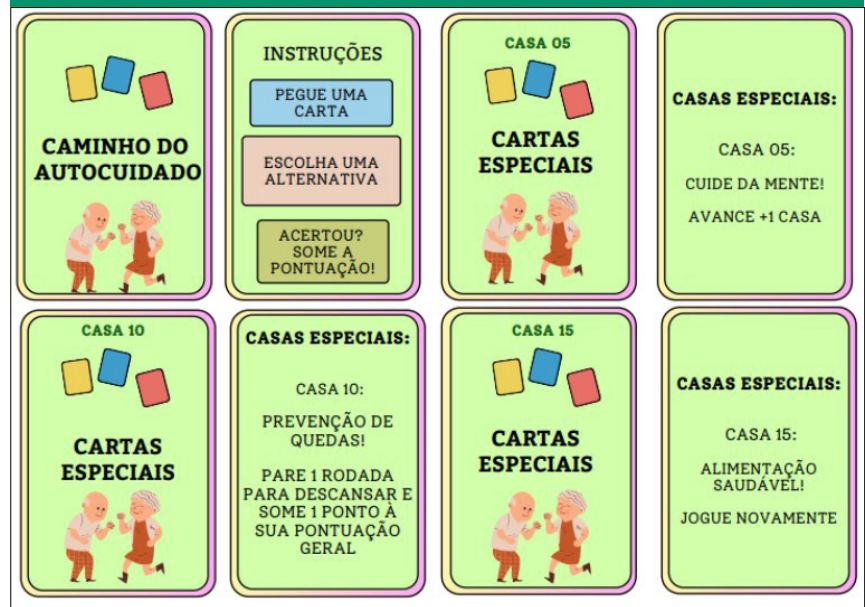 CAMINHO DO
AUTOCUIDADO
INSTRUÇÕES
PEGUE UMA
CARTA
ESCOLHA UMA
ALTERNATIVA
ACERTOU?
SOME A
PONTUAÇÃO!
CASA 05
CARTAS
ESPECIAIS
CASAS ESPECIAIS:
CASA 05:
CUIDE DA MENTE!
AVANCE +1 CASA
CASA 10
CARTAS
ESPECIAIS
CASAS ESPECIAIS:
CASA 10:
PREVENÇÃO DE
QUEDAS!
PARE 1 RODADA
PARA DESCANSAR E
SOME 1 PONTO À
SUA PONTUAÇÃO
GERAL
CASA 15
CARTAS
ESPECIAIS
CASAS ESPECIAIS:
CASA 15:
ALIMENTAÇÃO
SAUDÁVEL!
JOGUE NOVAMENTE